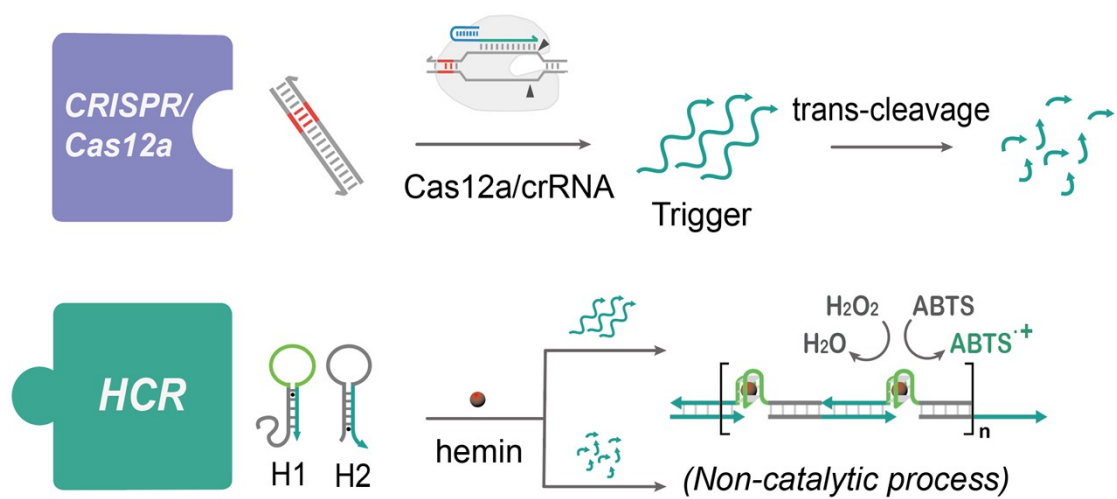 CRISPR/
Cas12a
Cas12a/crRNA
Trigger
trans-cleavage
HCR
H1
H2
hemin
H₂O₂
ABTS
H₂O
ABTS·⁺
n
(Non-catalytic process)